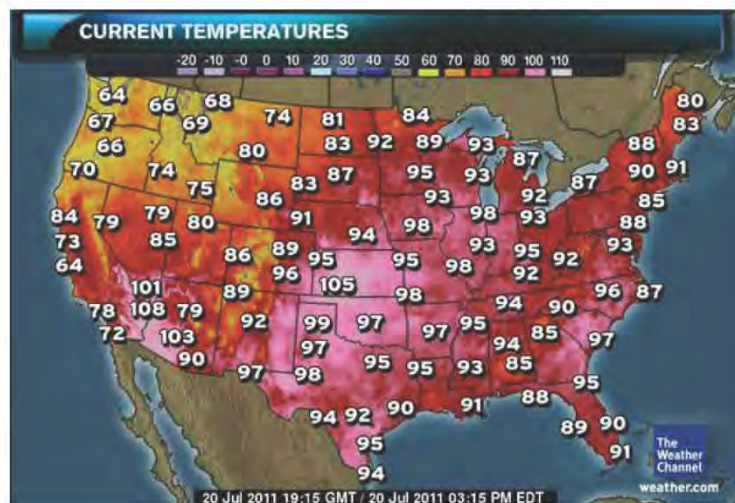 CURRENT TEMPERATURES
-20 -10 -0 0 10 20 30 40 50 60 70 80 90 100 110
64 66 68 74 81 84 80
67 69 83 92 89 93 83
66 80 87 95 93 87 88 91
70 74 75 86 83 93 92 87 90
84 79 79 80 91 94 98 98 93 85
73 85 86 89 95 95 93 95 92 93 88
64 96 105 98 98 92 96 87
101 89 94 90
78 108 79 92 99 97 97 95 94 85 97
72 103 97 95 95 93 85
90 97 98 95
94 92 90 91 88 89 90
95 91
94
The
Weather
Channel
weather.com
20 Jul 2011 19:15 GMT / 20 Jul 2011 03:15 PM EDT